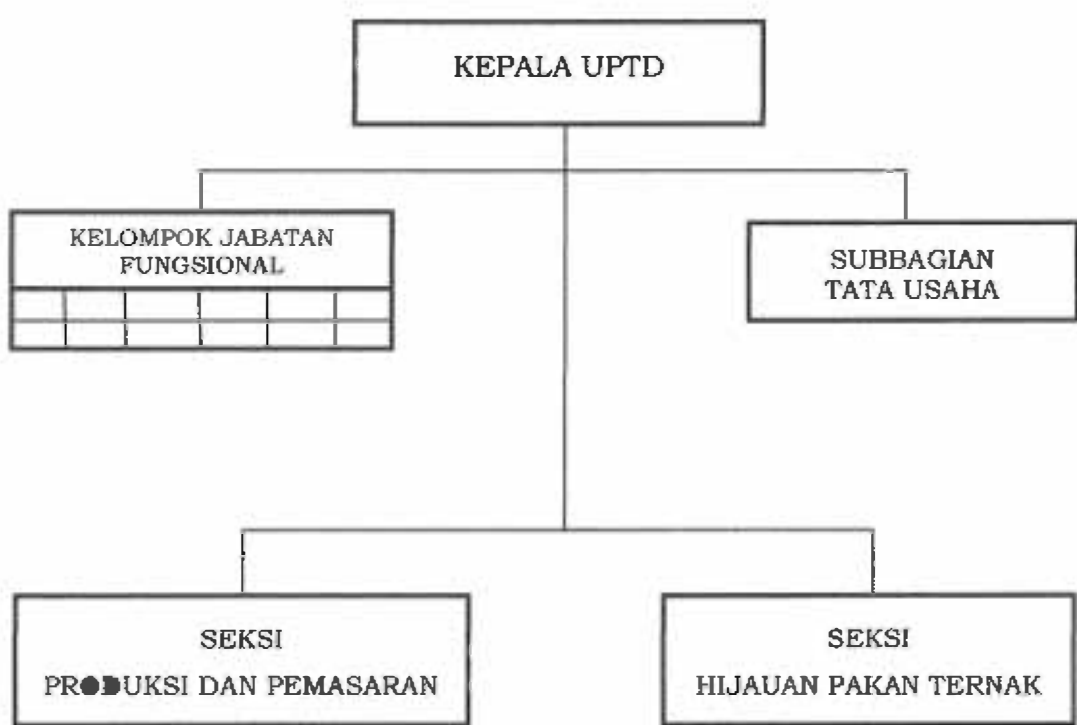 KEPALA UPTD
KELOMPOK JABATAN
FUNGSIONAL
SUBBAGIAN
TATA USAHA
SEKSI
PRODUKSI DAN PEMASARAN
SEKSI
HIJAUAN PAKAN TERNAK